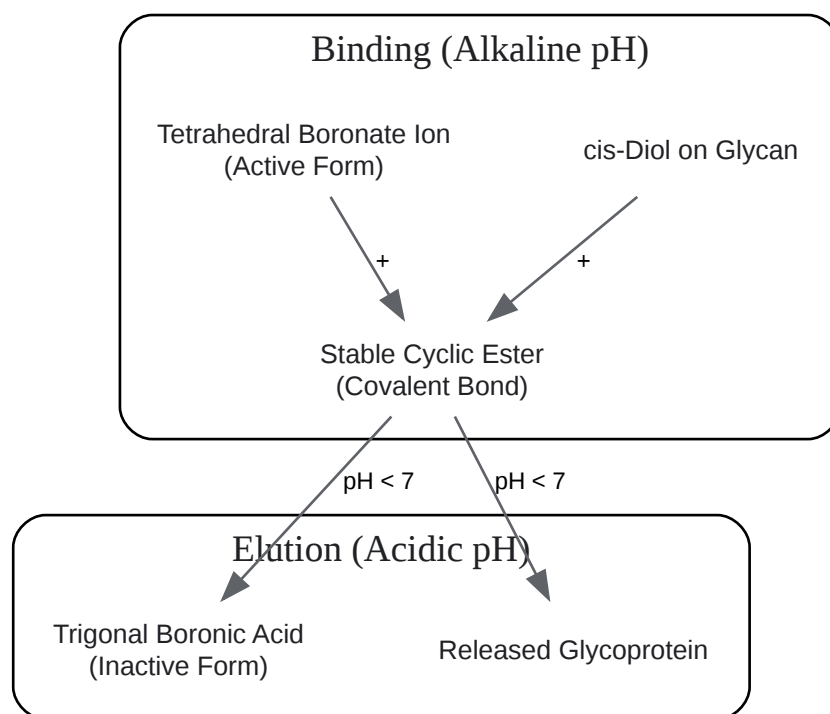 Binding (Alkaline pH)
Tetrahedral Boronate Ion
(Active Form)
cis-Diol on Glycan
+
+
Stable Cyclic Ester
(Covalent Bond)
pH < 7
pH < 7
Elution (Acidic pH)
Trigonal Boronic Acid
(Inactive Form)
Released Glycoprotein